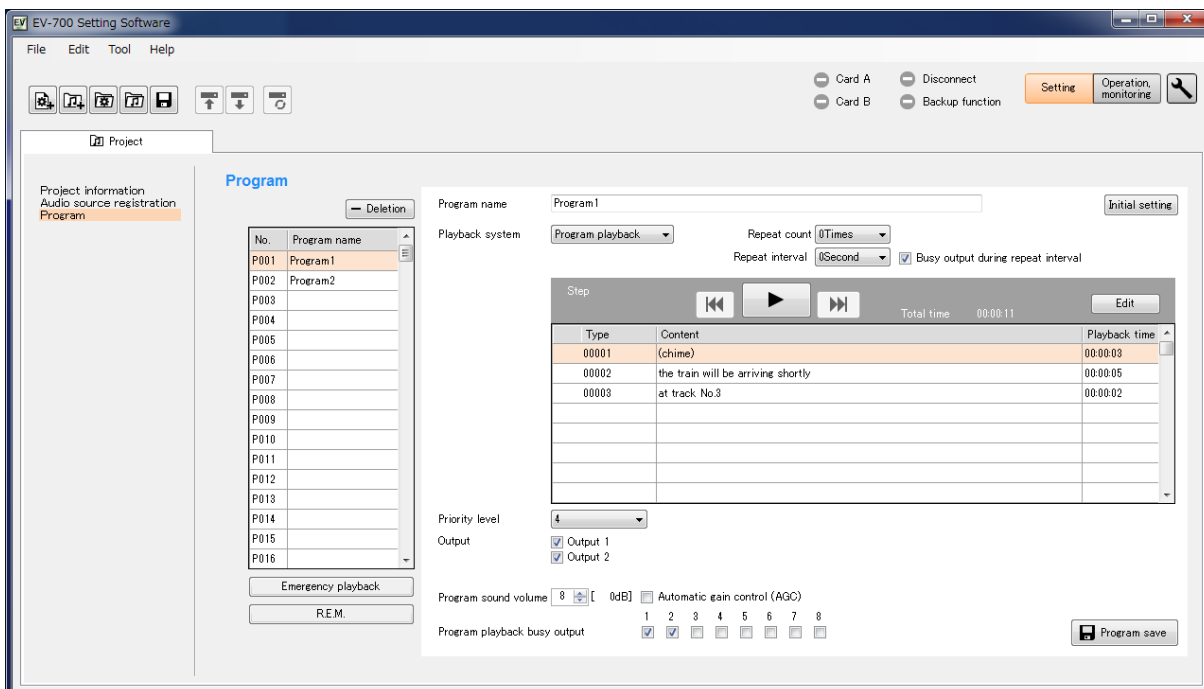 EV EV-700 Setting Software
File Edit Tool Help
Card A Disconnect
Card B Backup function
Setting
Operation,
monitoring
Project
Project information
Audio source registration
Program
Program
Deletion
No. Program name
P001 Program1
P002 Program2
P003
P004
P005
P006
P007
P008
P009
P010
P011
P012
P013
P014
P015
P016
Emergency playback
R.E.M.
Program name Program1 Initial setting
Playback system Program playback Repeat count 0Times
Repeat interval 0Second Busy output during repeat interval
Step
Total time 00:00:11
Edit
Type Content Playback time
00001 (chime) 00:00:03
00002 the train will be arriving shortly 00:00:05
00003 at track No.3 00:00:02
Priority level 4
Output Output 1
Output 2
Program sound volume 8 [ 0dB] Automatic gain control (AGC)
1 2 3 4 5 6 7 8
Program playback busy output
Program save